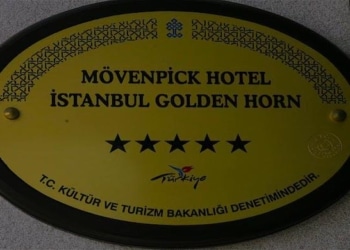 MÖVENPICK HOTEL
İSTANBUL GOLDEN HORN
Türkiye
T.C. KÜLTÜR VE TURİZM BAKANLIĞI DENETİMİNDEDİR.